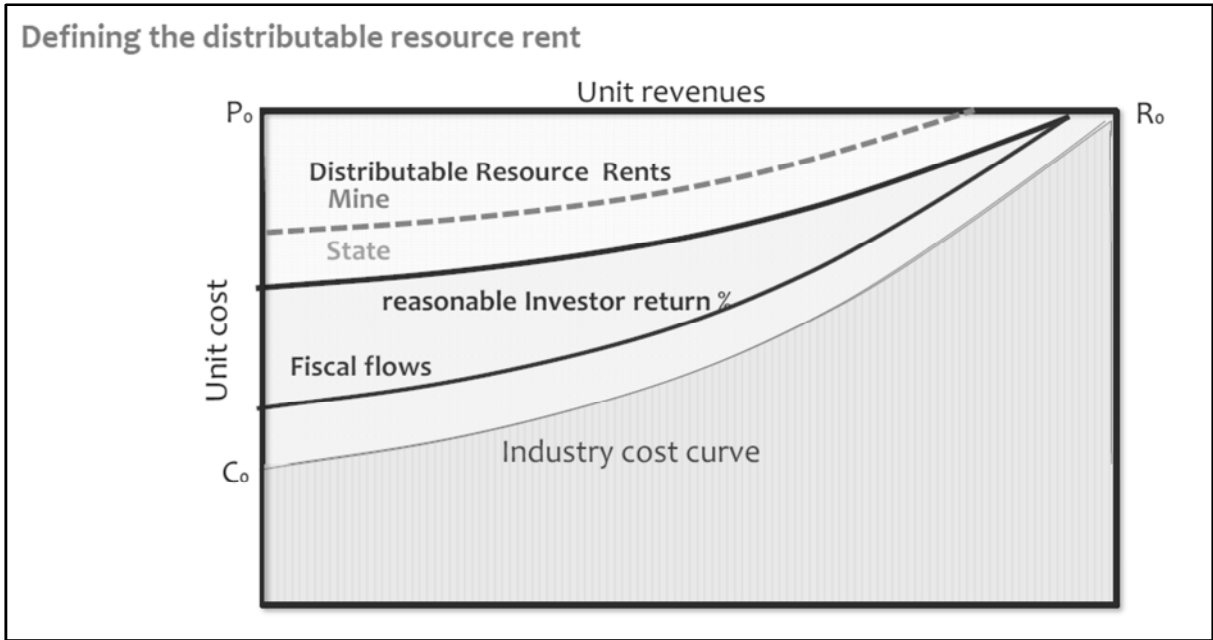 Defining the distributable resource rent
Unit revenues
P₀
R₀
Distributable Resource Rents
Mine
State
reasonable Investor return %
Unit cost
Fiscal flows
Industry cost curve
C₀